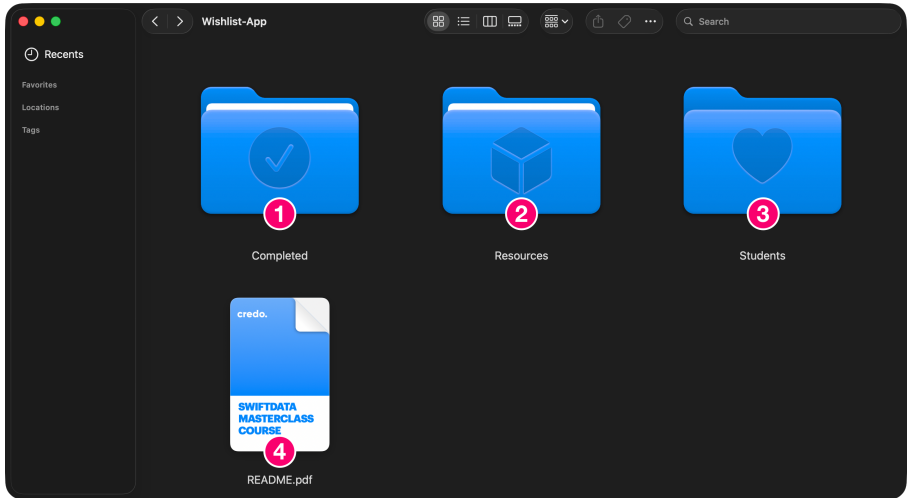 Wishlist-App
Search
Recents
Favorites
Locations
Tags
1
2
3
Completed
Resources
Students
credo.
SWIFTDATA
MASTERCLASS
COURSE
4
README.pdf